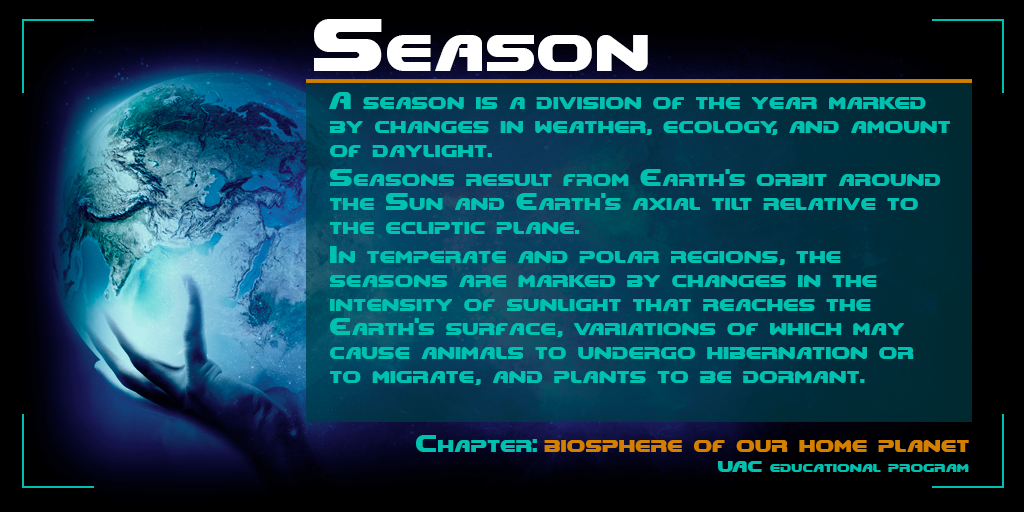 Season
A season is a division of the year marked
by changes in weather, ecology, and amount
of daylight.
Seasons result from Earth's orbit around
the Sun and Earth's axial tilt relative to
the ecliptic plane.
In temperate and polar regions, the
seasons are marked by changes in the
intensity of sunlight that reaches the
Earth's surface, variations of which may
cause animals to undergo hibernation or
to migrate, and plants to be dormant.
Chapter: biosphere of our home planet
UAC educational program